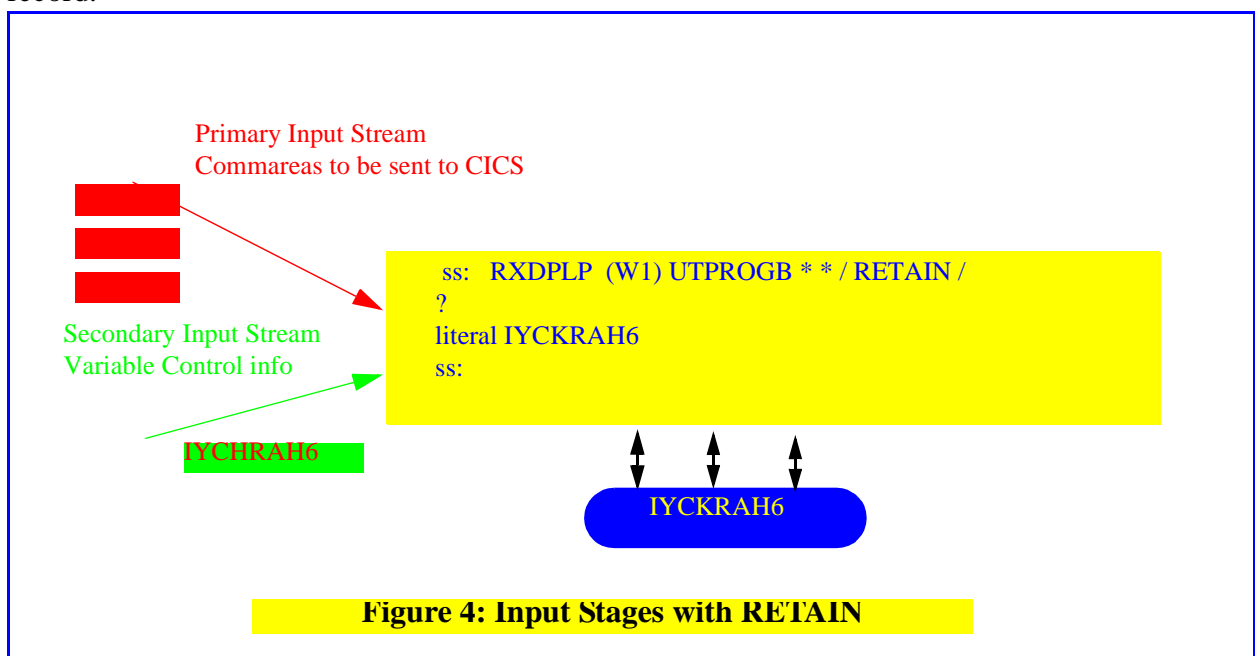 record.
Primary Input Stream
Commareas to be sent to CICS
ss: RXDPLP (W1) UTPROGB * * / RETAIN /
?
literal IYCKRAH6
ss:
Secondary Input Stream
Variable Control info
IYCHRAH6
IYCKRAH6
Figure 4: Input Stages with RETAIN